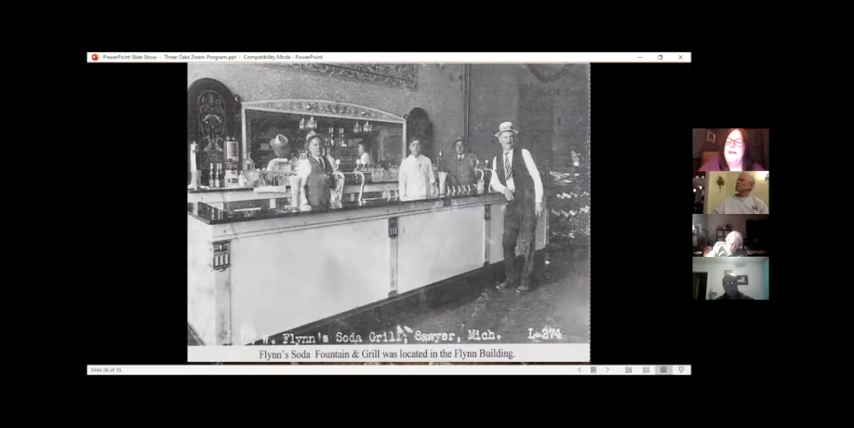 PowerPoint Slide Show - Three Oaks Zoom Program.ppt - Compatibility Mode - PowerPoint
W. Flynn's Soda Grill, Sawyer, Mich. L-274
Flynn's Soda Fountain & Grill was located in the Flynn Building.